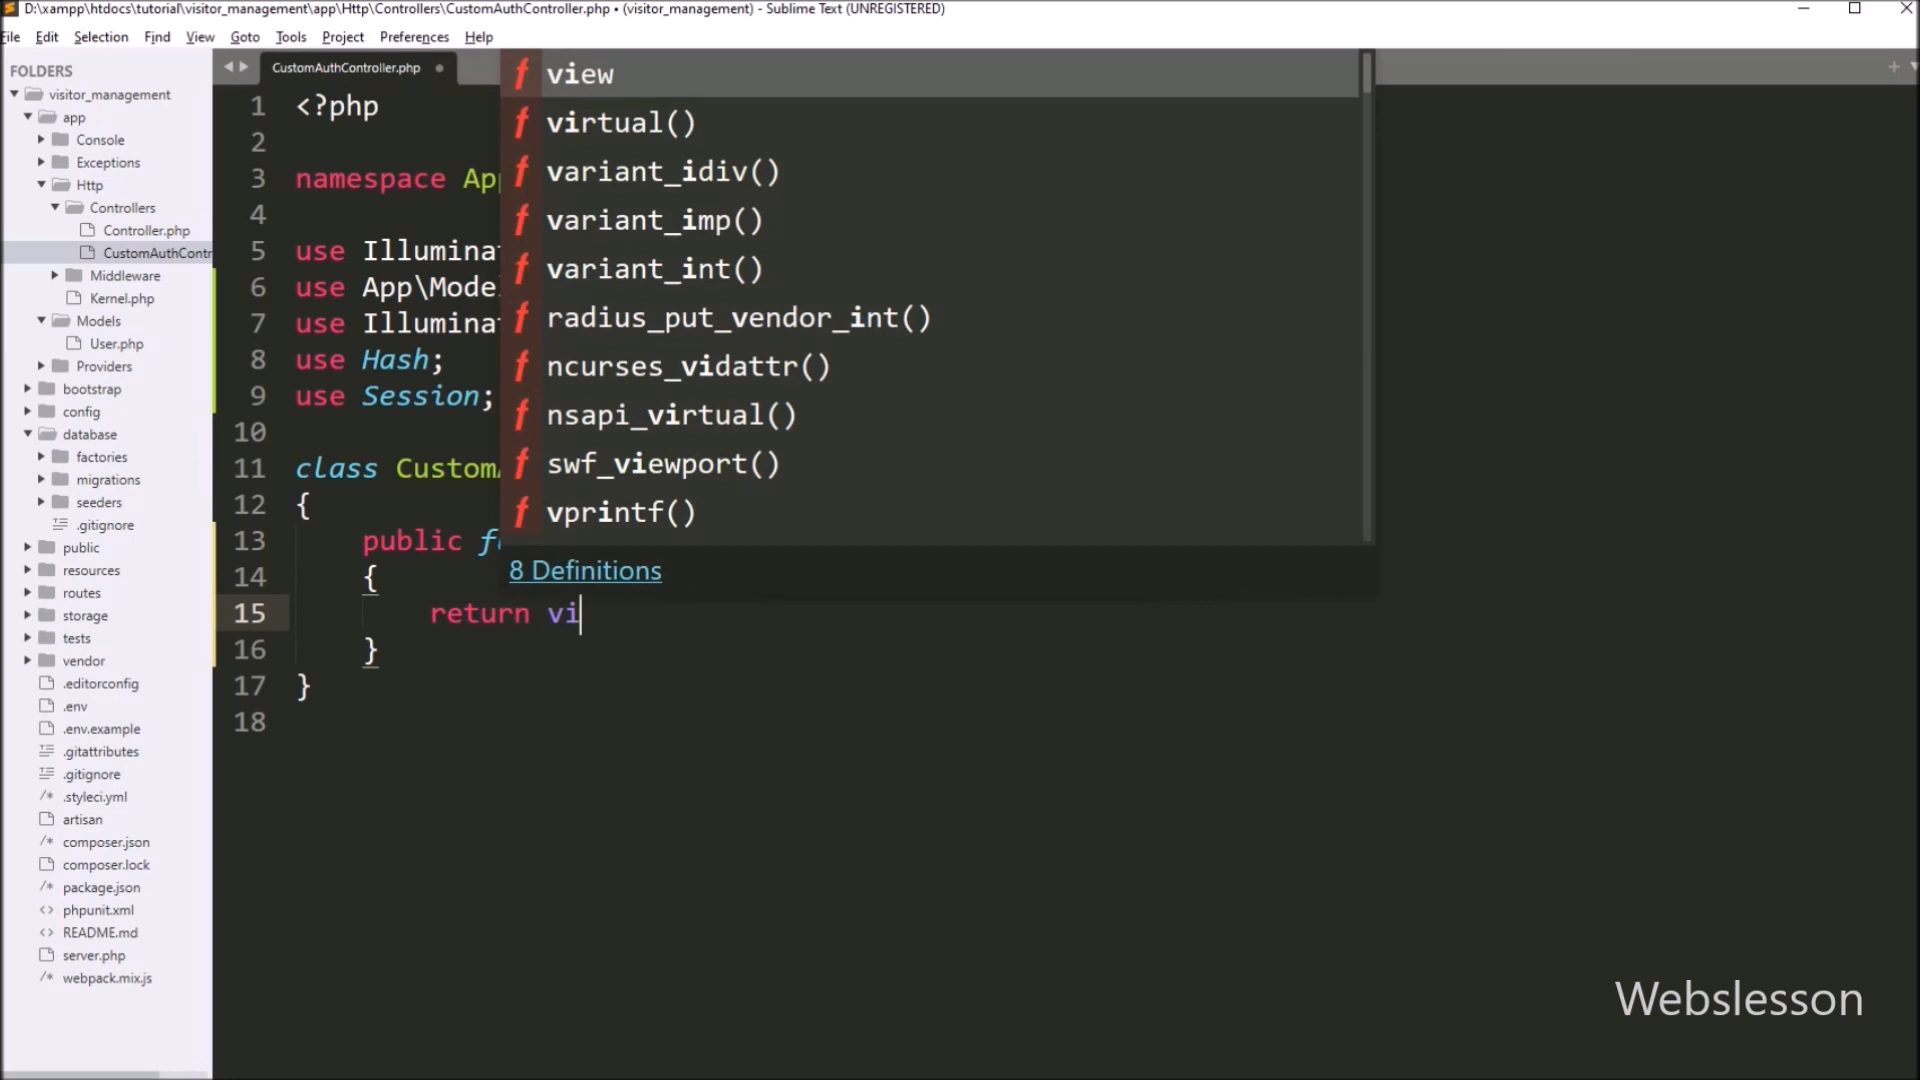 D:\xampp\htdocs\tutorial\visitor_management\app\Http\Controllers\CustomAuthController.php • (visitor_management) - Sublime Text (UNREGISTERED)
File Edit Selection Find View Goto Tools Project Preferences Help
FOLDERS
visitor_management
app
Console
Exceptions
Http
Controllers
Controller.php
CustomAuthContr
Middleware
Kernel.php
Models
User.php
Providers
bootstrap
config
database
factories
migrations
seeders
.gitignore
public
resources
routes
storage
tests
vendor
.editorconfig
.env
.env.example
.gitattributes
.gitignore
.styleci.yml
artisan
composer.json
composer.lock
package.json
phpunit.xml
README.md
server.php
webpack.mix.js
CustomAuthController.php
1 <?php
2
3 namespace App
4
5 use Illuminat
6 use App\Model
7 use Illuminat
8 use Hash;
9 use Session;
10
11 class CustomA
12 {
13 public fu
14 {
15 return vi
16 }
17 }
18
view
virtual()
variant_idiv()
variant_imp()
variant_int()
radius_put_vendor_int()
ncurses_vidattr()
nsapi_virtual()
swf_viewport()
vprintf()
8 Definitions
Webslesson